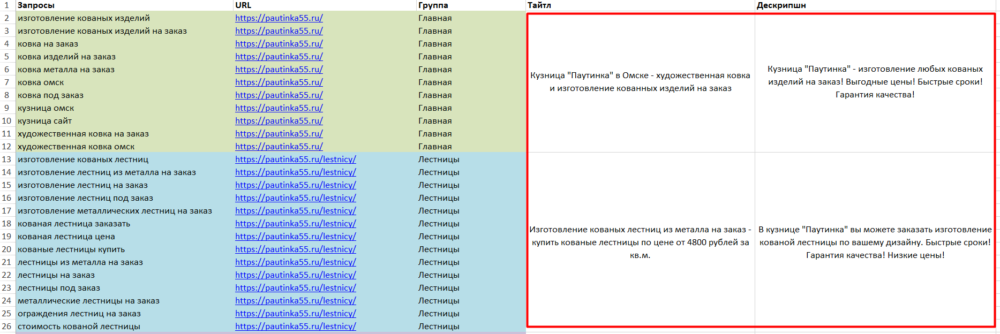 1 Запросы URL Группа Тайтл Дескрипшн
2 изготовление кованых изделий https://pautinka55.ru/ Главная
3 изготовление кованых изделий на заказ https://pautinka55.ru/ Главная
4 ковка на заказ https://pautinka55.ru/ Главная
5 ковка изделий на заказ https://pautinka55.ru/ Главная
6 ковка металла на заказ https://pautinka55.ru/ Главная
7 ковка омск https://pautinka55.ru/ Главная
8 ковка под заказ https://pautinka55.ru/ Главная
9 кузница омск https://pautinka55.ru/ Главная
10 кузница сайт https://pautinka55.ru/ Главная
11 художественная ковка на заказ https://pautinka55.ru/ Главная
12 художественная ковка омск https://pautinka55.ru/ Главная
Кузница "Паутинка" в Омске - художественная ковка
и изготовление кованных изделий на заказ
Кузница "Паутинка" - изготовление любых кованых
изделий на заказ! Выгодные цены! Быстрые сроки!
Гарантия качества!
13 изготовление кованых лестниц https://pautinka55.ru/lestnicy/ Лестницы
14 изготовление лестниц из металла на заказ https://pautinka55.ru/lestnicy/ Лестницы
15 изготовление лестниц на заказ https://pautinka55.ru/lestnicy/ Лестницы
16 изготовление лестниц под заказ https://pautinka55.ru/lestnicy/ Лестницы
17 изготовление металлических лестниц на заказ https://pautinka55.ru/lestnicy/ Лестницы
18 кованая лестница заказать https://pautinka55.ru/lestnicy/ Лестницы
19 кованая лестница цена https://pautinka55.ru/lestnicy/ Лестницы
20 кованые лестницы купить https://pautinka55.ru/lestnicy/ Лестницы
21 лестницы из металла на заказ https://pautinka55.ru/lestnicy/ Лестницы
22 лестницы на заказ https://pautinka55.ru/lestnicy/ Лестницы
23 лестницы под заказ https://pautinka55.ru/lestnicy/ Лестницы
24 металлические лестницы на заказ https://pautinka55.ru/lestnicy/ Лестницы
25 ограждения лестниц на заказ https://pautinka55.ru/lestnicy/ Лестницы
26 стоимость кованой лестницы https://pautinka55.ru/lestnicy/ Лестницы
Изготовление кованых лестниц из металла на заказ -
купить кованые лестницы по цене от 4800 рублей за
кв.м.
В кузнице "Паутинка" вы можете заказать изготовление
кованой лестницы по вашему дизайну. Быстрые сроки!
Гарантия качества! Низкие цены!